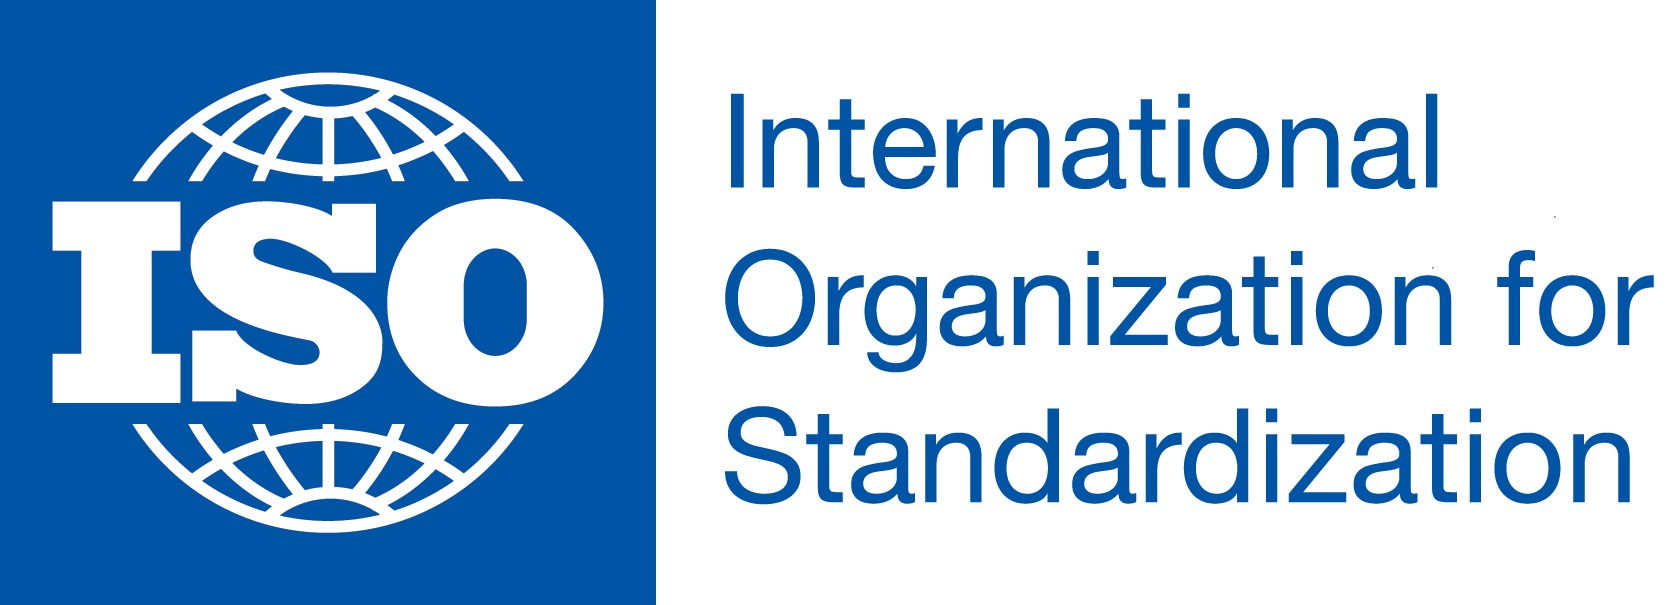 ISO
International
Organization for
Standardization